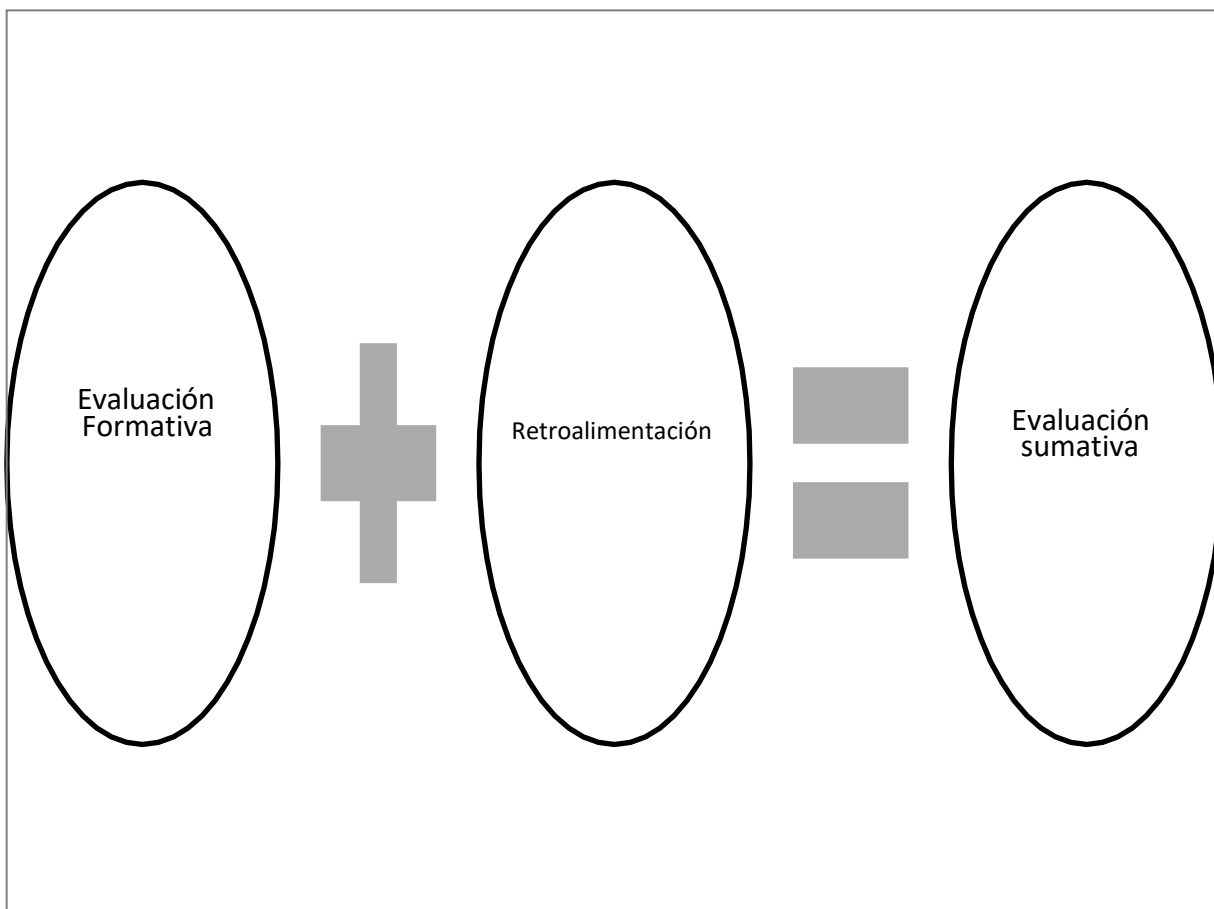 Evaluación
Formativa
Retroalimentación
Evaluación
sumativa